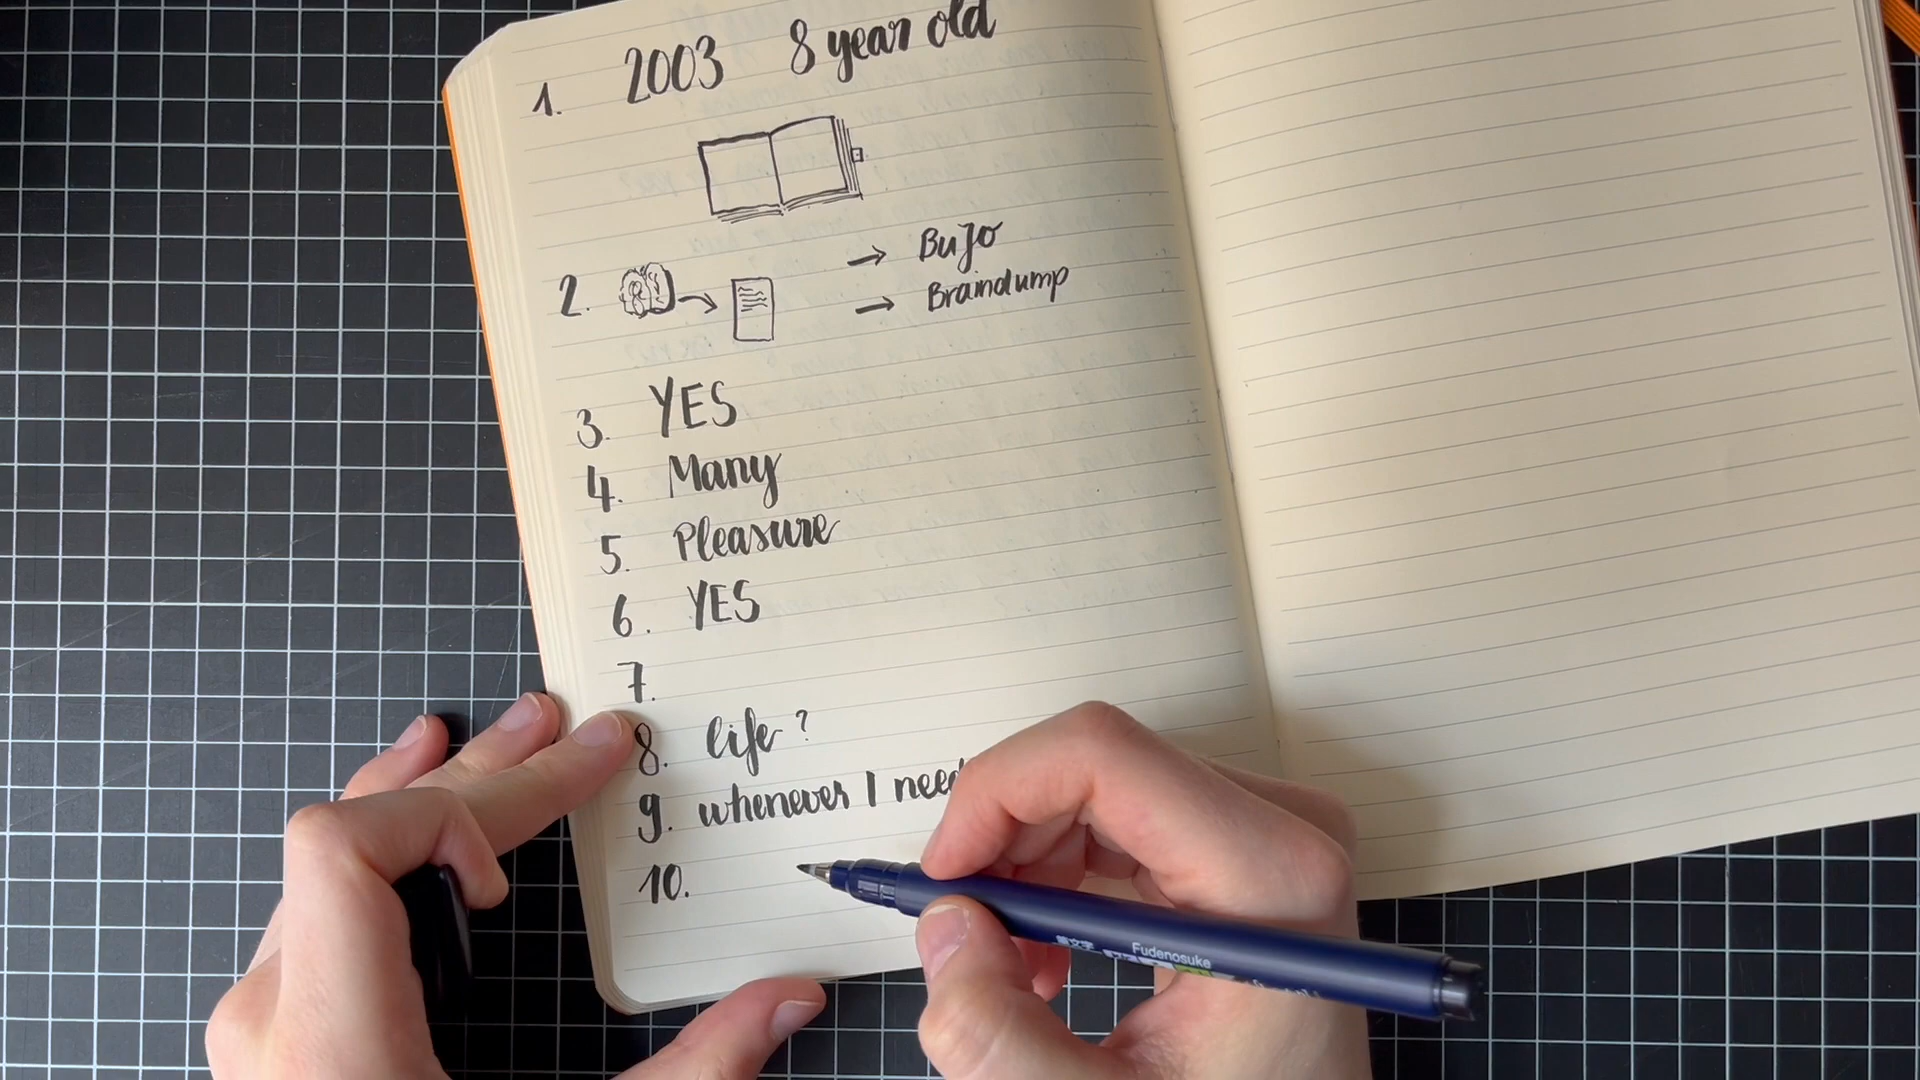 1. 2003 8 year old
2. → BuJo
→ Braindump
3. YES
4. Many
5. Pleasure
6. YES
7.
8. life ?
9. whenever I need
10.
Fudenosuke